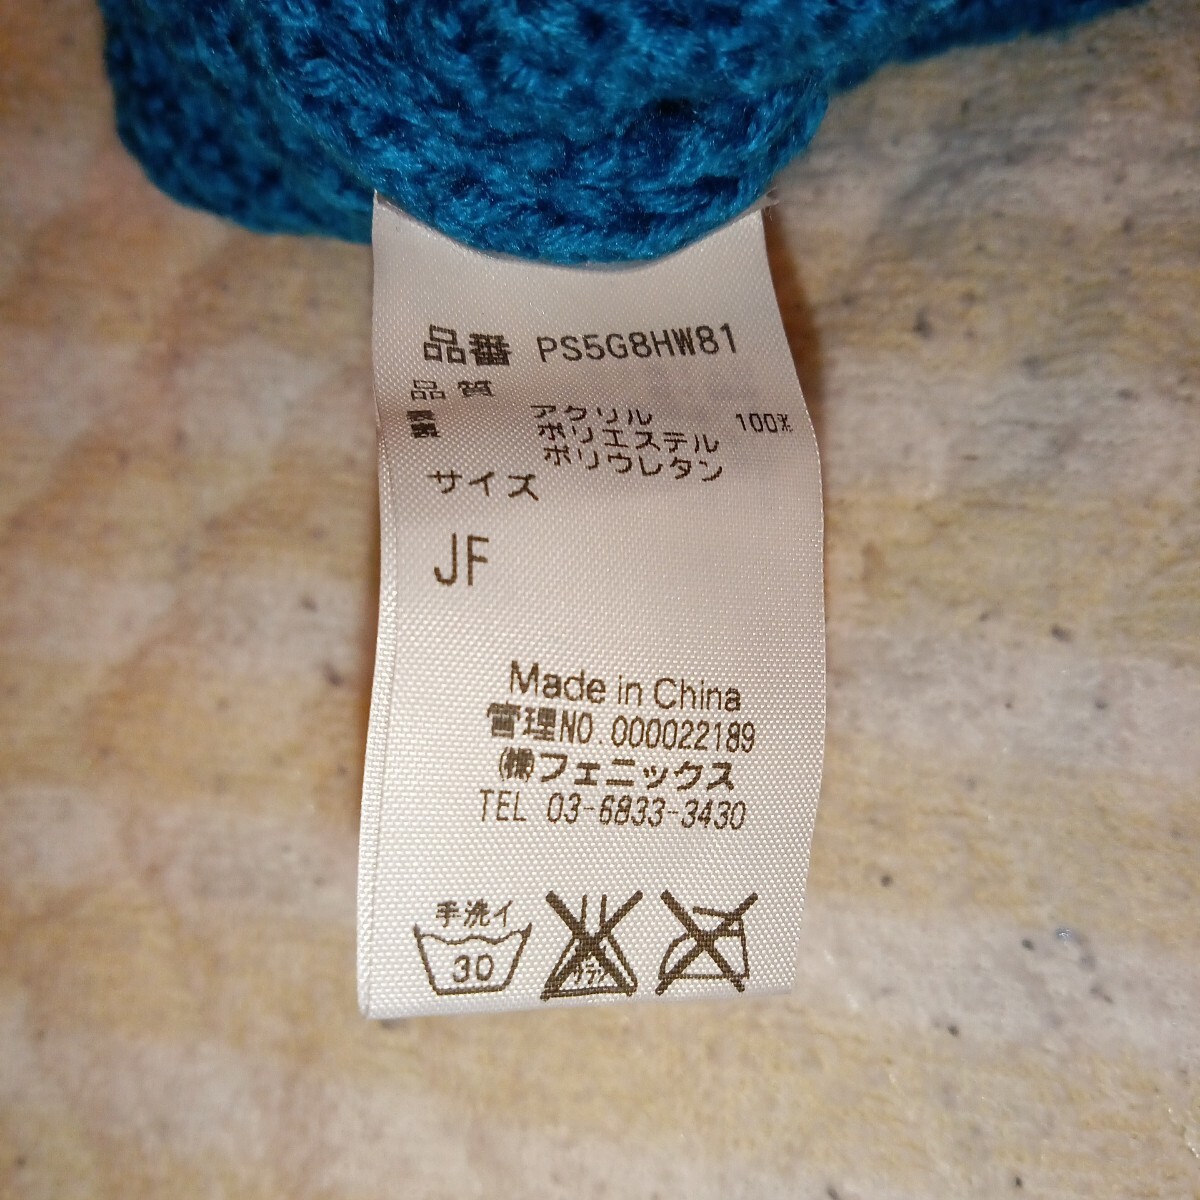 品番 PS5G8HW81
品質
表 アクリル 100%
裏 ポリエステル
ポリウレタン
サイズ
JF
Made in China
管理NO.000022189
㈱フェニックス
TEL 03-6833-3430
手洗イ
30